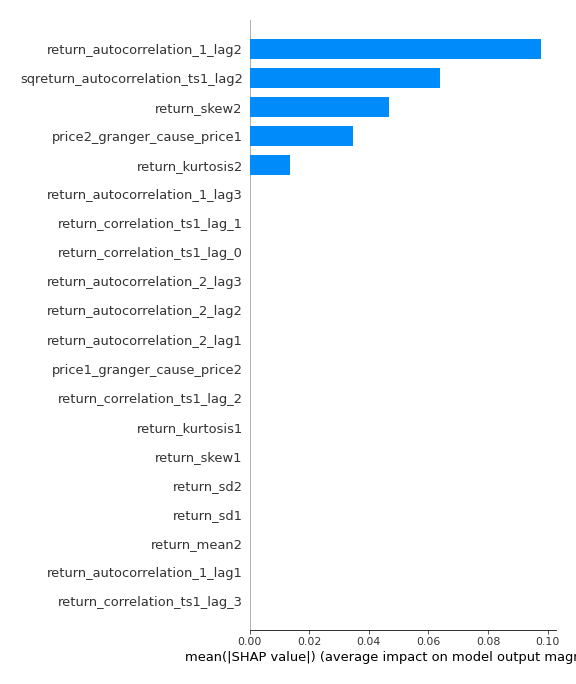 return_autocorrelation_1_lag2
sqreturn_autocorrelation_ts1_lag2
return_skew2
price2_granger_cause_price1
return_kurtosis2
return_autocorrelation_1_lag3
return_correlation_ts1_lag_1
return_correlation_ts1_lag_0
return_autocorrelation_2_lag3
return_autocorrelation_2_lag2
return_autocorrelation_2_lag1
price1_granger_cause_price2
return_correlation_ts1_lag_2
return_kurtosis1
return_skew1
return_sd2
return_sd1
return_mean2
return_autocorrelation_1_lag1
return_correlation_ts1_lag_3
0.00 0.02 0.04 0.06 0.08 0.10
mean(|SHAP value|) (average impact on model output magn